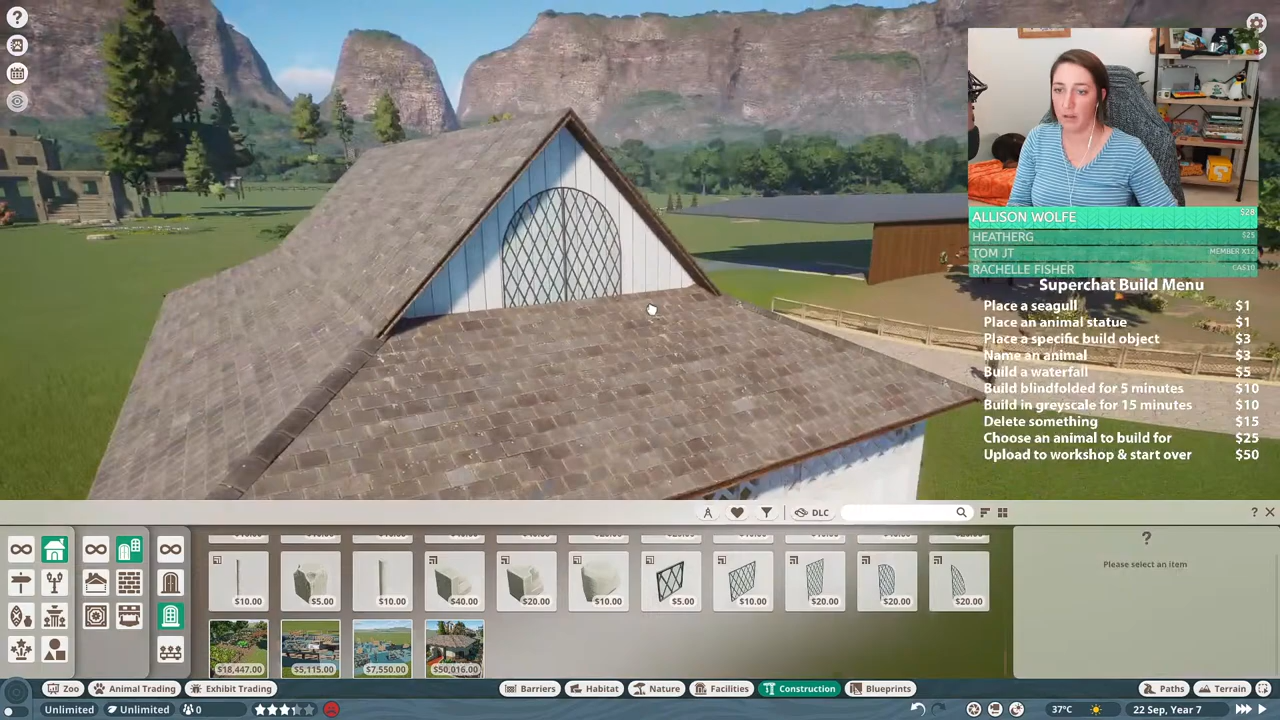 ALLISON WOLFE $28
HEATHERG $25
TOM JT MEMBER X12
RACHELLE FISHER CA$10
Superchat Build Menu
Place a seagull $1
Place an animal statue $1
Place a specific build object $3
Name an animal $3
Build a waterfall $5
Build blindfolded for 5 minutes $10
Build in greyscale for 15 minutes $10
Delete something $15
Choose an animal to build for $25
Upload to workshop & start over $50
DLC
? ×
$10.00 $5.00 $10.00 $40.00 $20.00 $10.00 $5.00 $10.00 $20.00 $20.00 $20.00
?
Please select an item
$18,447.00 $5,115.00 $7,550.00 $50,016.00
Zoo Animal Trading Exhibit Trading Barriers Habitat Nature Facilities Construction Blueprints Paths Terrain
Unlimited Unlimited 0 37°C 22 Sep, Year 7